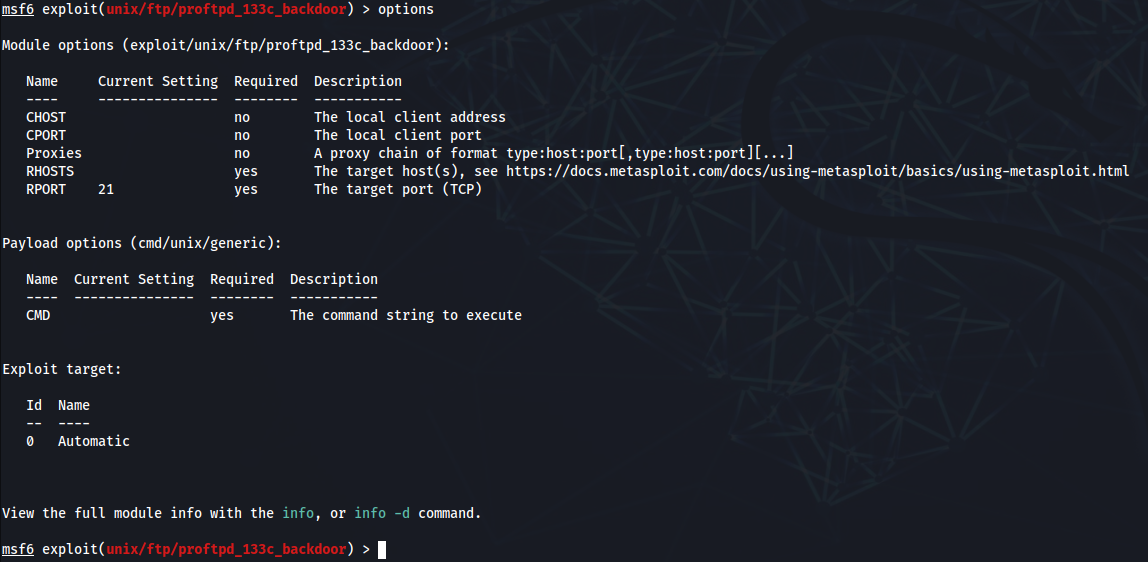 msf6 exploit(unix/ftp/proftpd_133c_backdoor) > options
Module options (exploit/unix/ftp/proftpd_133c_backdoor):
Name Current Setting Required Description
---- --------------- -------- -----------
CHOST no The local client address
CPORT no The local client port
Proxies no A proxy chain of format type:host:port[,type:host:port][...]
RHOSTS yes The target host(s), see https://docs.metasploit.com/docs/using-metasploit/basics/using-metasploit.html
RPORT 21 yes The target port (TCP)
Payload options (cmd/unix/generic):
Name Current Setting Required Description
---- --------------- -------- -----------
CMD yes The command string to execute
Exploit target:
Id Name
-- ----
0 Automatic
View the full module info with the info, or info -d command.
msf6 exploit(unix/ftp/proftpd_133c_backdoor) >